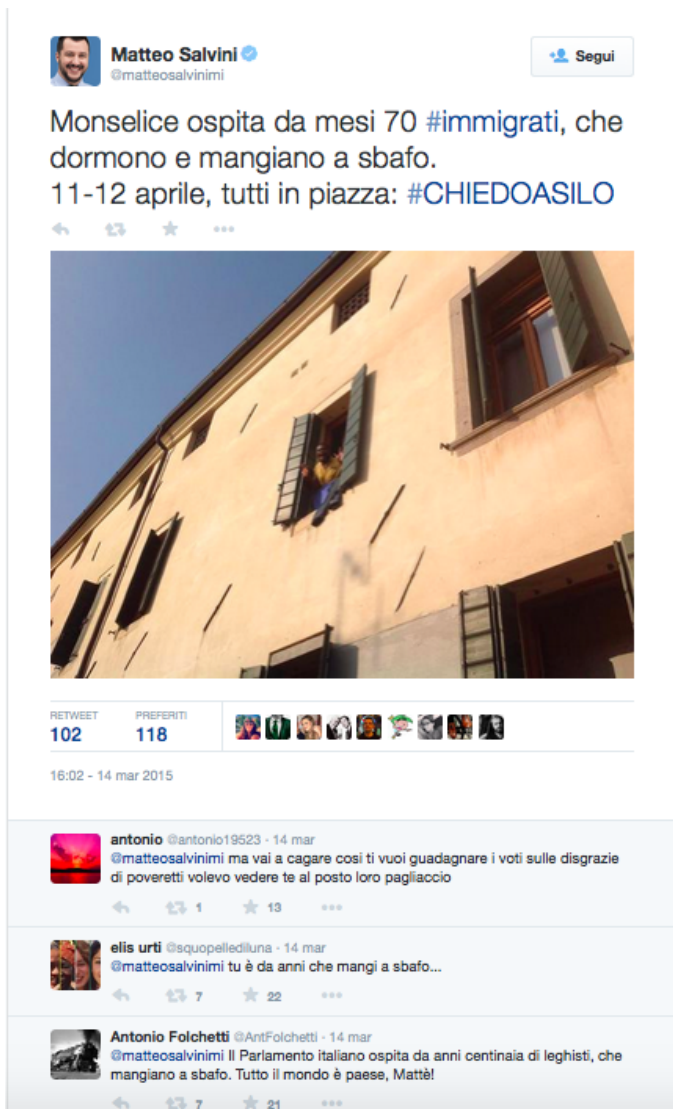 Matteo Salvini
@matteosalvinimi
Segui
Monselice ospita da mesi 70 #immigrati, che
dormono e mangiano a sbafo.
11-12 aprile, tutti in piazza: #CHIEDOASILO
RETWEET PREFERITI
102 118
16:02 - 14 mar 2015
antonio @antonio19523 · 14 mar
@matteosalvinimi ma vai a cagare cosi ti vuoi guadagnare i voti sulle disgrazie
di poveretti volevo vedere te al posto loro pagliaccio
1 13
elis urti @squopellediluna · 14 mar
@matteosalvinimi tu è da anni che mangi a sbafo...
7 22
Antonio Folchetti @AntFolchetti · 14 mar
@matteosalvinimi Il Parlamento italiano ospita da anni centinaia di leghisti, che
mangiano a sbafo. Tutto il mondo è paese, Mattè!
7 21